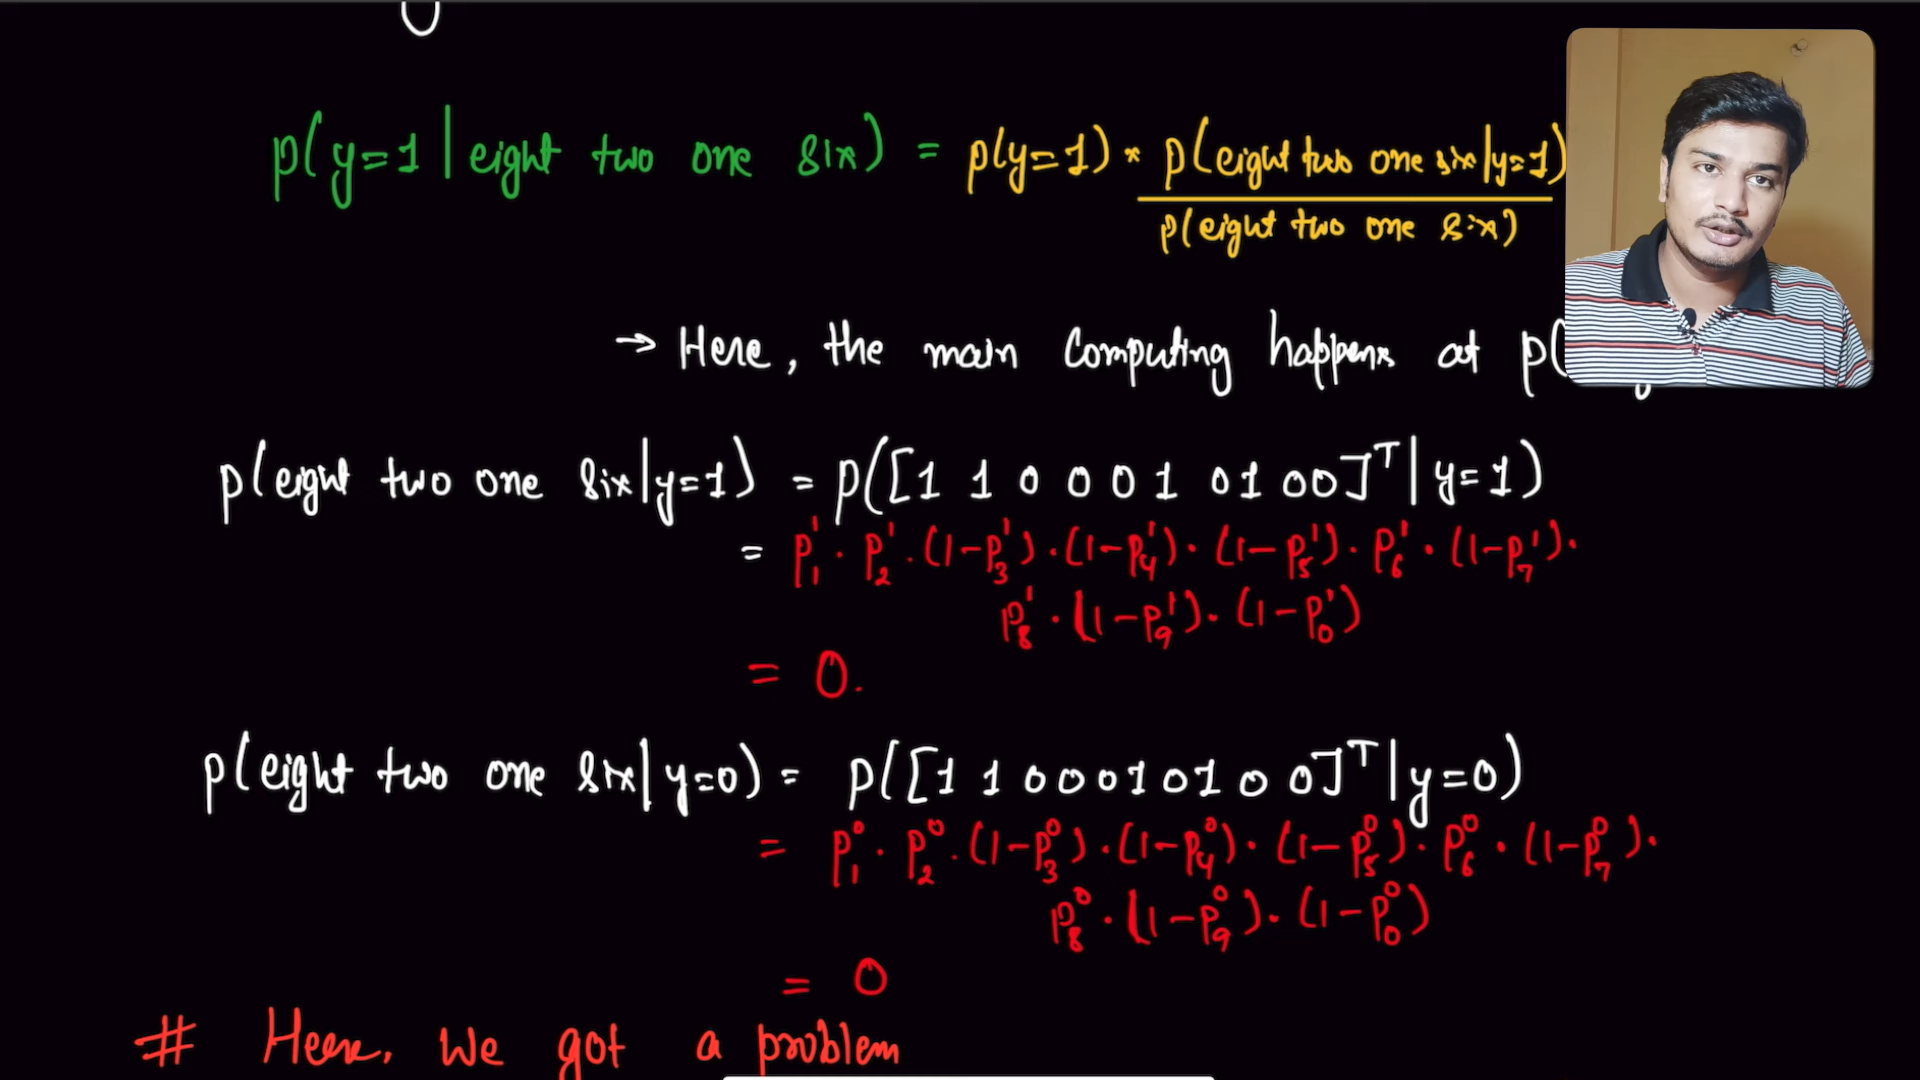 p(y=1|eight two one six) = p(y=1) * p(eight two one six|y=1)
p(eight two one six)
→ Here, the main computing happens at p(
p(eight two one six|y=1) = p([1 1 0 0 0 1 0 1 0 0]ᵀ|y=1)
= p₁¹ · p₂¹ · (1-p₃¹) · (1-p₄¹) · (1-p₅¹) · p₆¹ · (1-p₇¹) ·
p₈¹ · (1-p₉¹) · (1-p₀¹)
= 0.
p(eight two one six|y=0) = p([1 1 0 0 0 1 0 1 0 0]ᵀ|y=0)
= p₁⁰ · p₂⁰ · (1-p₃⁰) · (1-p₄⁰) · (1-p₅⁰) · p₆⁰ · (1-p₇⁰) ·
p₈⁰ · (1-p₉⁰) · (1-p₀⁰)
= 0
# Here, we got a problem